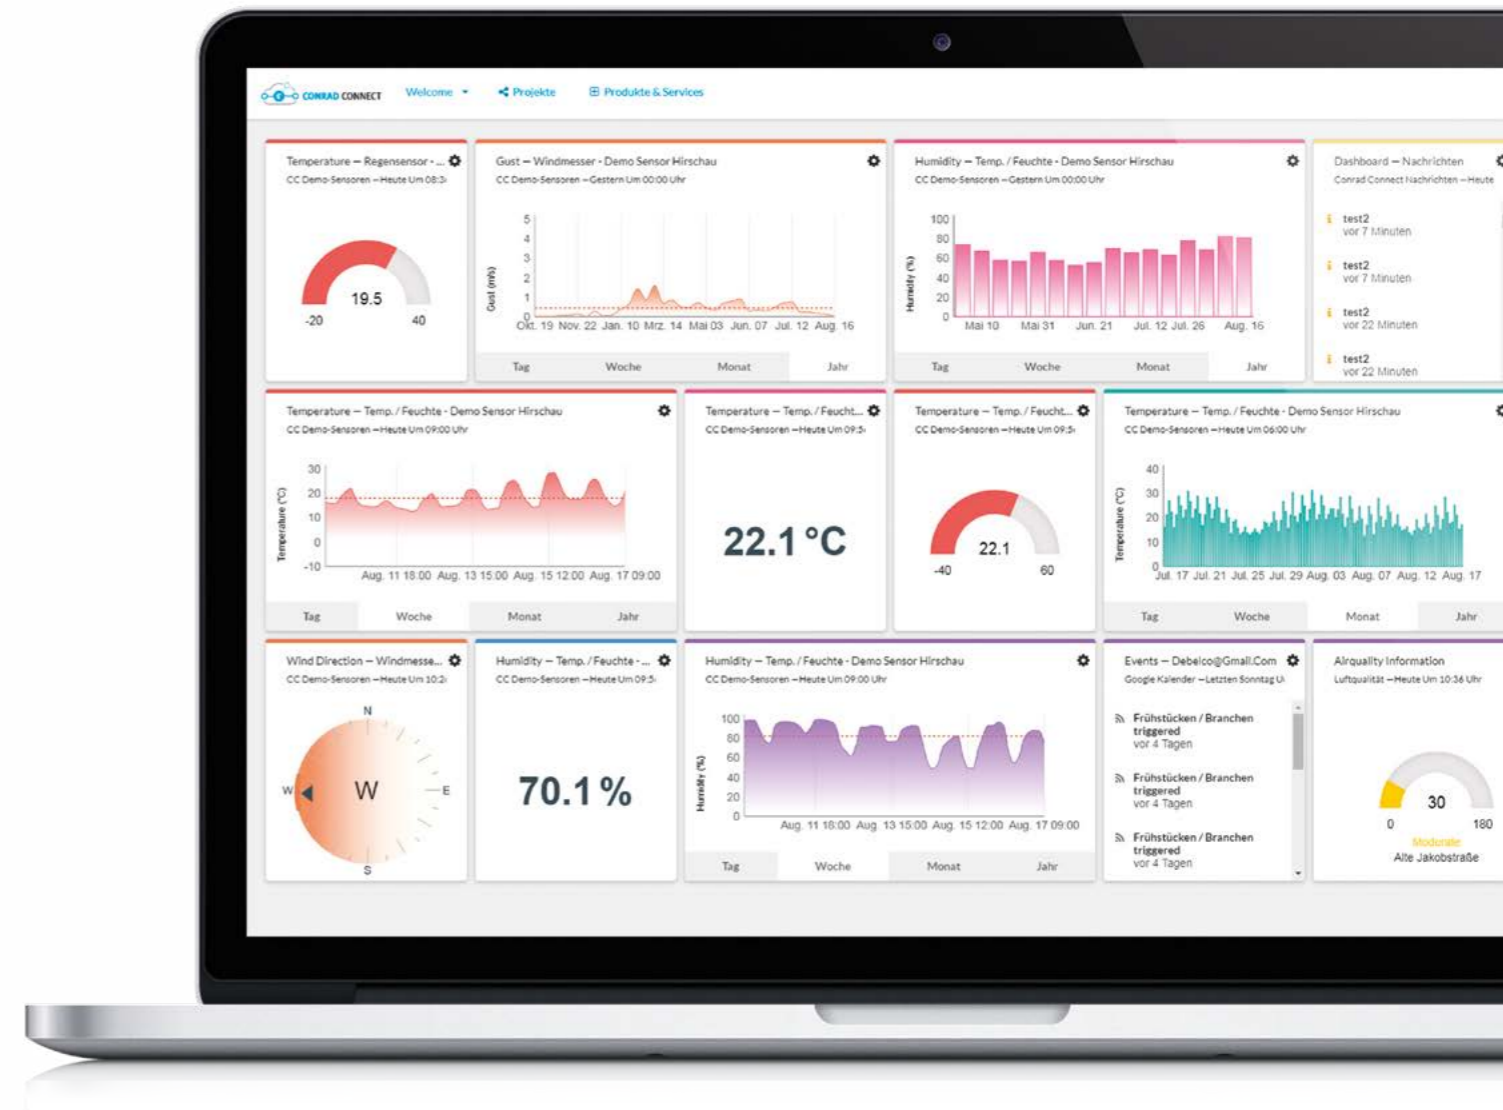 CONRAD CONNECT
Welcome
Projekte
Produkte & Services
Temperature — Regensensor - ...
CC Demo-Sensoren —Heute Um 08:3
19.5
-20
40
Gust — Windmesser - Demo Sensor Hirschau
CC Demo-Sensoren —Gestern Um 00:00 Uhr
Gust (m/s)
5
4
3
2
1
0
Okt. 19 Nov. 22 Jan. 10 Mrz. 14 Mai 03 Jun. 07 Jul. 12 Aug. 16
Tag Woche Monat Jahr
Humidity — Temp. / Feuchte - Demo Sensor Hirschau
CC Demo-Sensoren —Gestern Um 00:00 Uhr
Humidity (%)
100
80
60
40
20
0
Mai 10 Mai 31 Jun. 21 Jul. 12 Jul. 26 Aug. 16
Tag Woche Monat Jahr
Dashboard — Nachrichten
Conrad Connect Nachrichten —Heute
test2
vor 7 Minuten
test2
vor 7 Minuten
test2
vor 22 Minuten
test2
vor 22 Minuten
Temperature — Temp. / Feuchte - Demo Sensor Hirschau
CC Demo-Sensoren —Heute Um 09:00 Uhr
Temperature (°C)
30
20
10
0
-10
Aug. 11 18:00 Aug. 13 15:00 Aug. 15 12:00 Aug. 17 09:00
Tag Woche Monat Jahr
Temperature — Temp. / Feucht...
CC Demo-Sensoren —Heute Um 09:5
22.1 °C
Temperature — Temp. / Feucht...
CC Demo-Sensoren —Heute Um 09:5
22.1
-40
60
Temperature — Temp. / Feuchte - Demo Sensor Hirschau
CC Demo-Sensoren —Heute Um 06:00 Uhr
Temperature (°C)
40
30
20
10
0
Jul. 17 Jul. 21 Jul. 25 Jul. 29 Aug. 03 Aug. 07 Aug. 12 Aug. 17
Tag Woche Monat Jahr
Wind Direction — Windmesse...
CC Demo-Sensoren —Heute Um 10:2
N
W
W
E
S
Humidity — Temp. / Feuchte - ...
CC Demo-Sensoren —Heute Um 09:5
70.1 %
Humidity — Temp. / Feuchte - Demo Sensor Hirschau
CC Demo-Sensoren —Heute Um 09:00 Uhr
Humidity (%)
100
80
60
40
20
0
Aug. 11 18:00 Aug. 13 15:00 Aug. 15 12:00 Aug. 17 09:00
Tag Woche Monat Jahr
Events — Debelco@Gmail.Com
Google Kalender —Letzten Sonntag U
Frühstücken / Branchen
triggered
vor 4 Tagen
Frühstücken / Branchen
triggered
vor 4 Tagen
Frühstücken / Branchen
triggered
vor 4 Tagen
Airquality Information
Luftqualität —Heute Um 10:36 Uhr
30
0
180
Moderate
Alte Jakobstraße